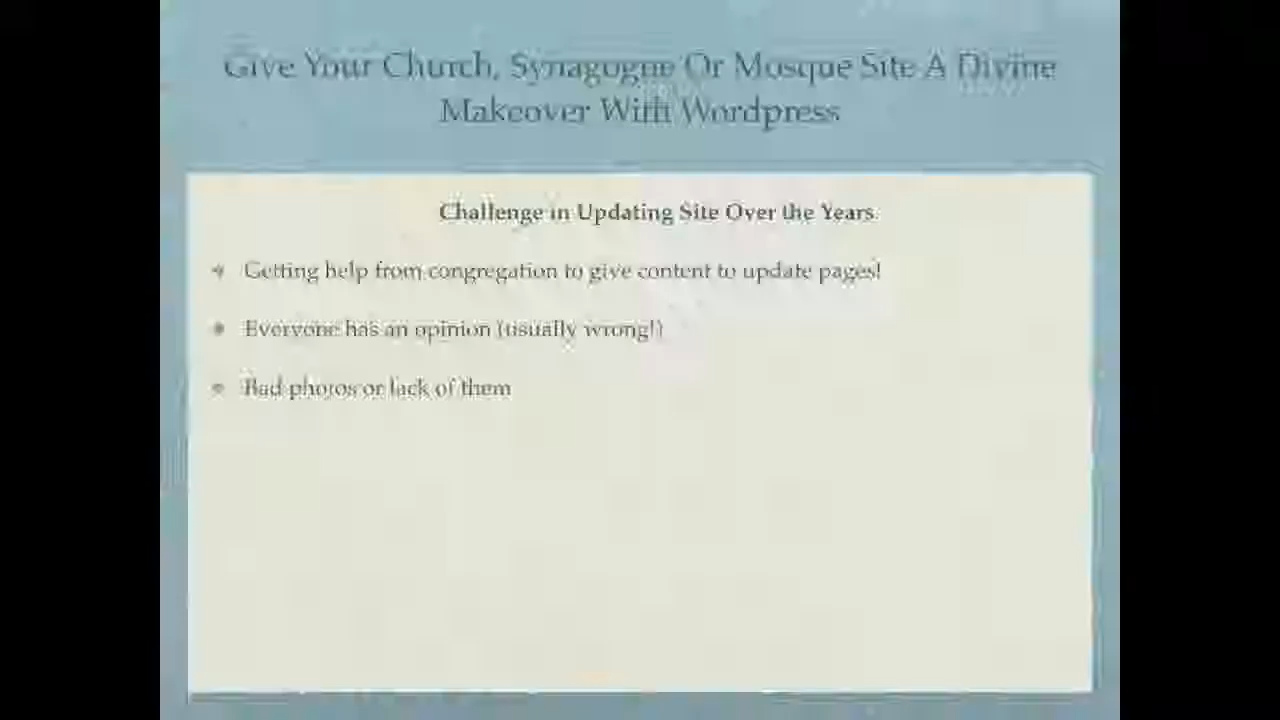 Give Your Church, Synagogue Or Mosque Site A Divine
Makeover With Wordpress
Challenge in Updating Site Over the Years
Getting help from congregation to give content to update pages!
Everyone has an opinion (usually wrong!)
Bad photos or lack of them